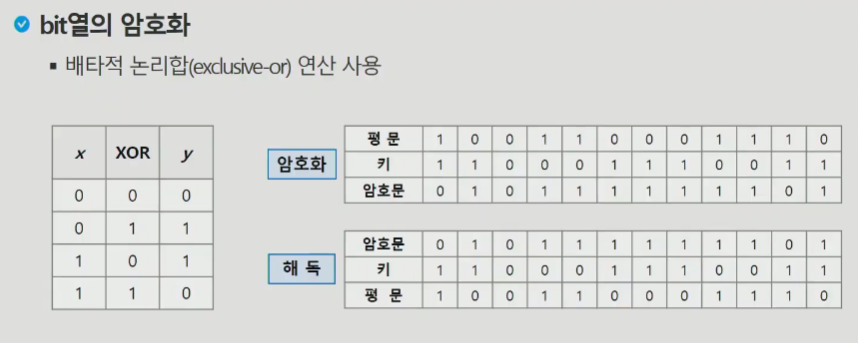 bit열의 암호화
▪ 배타적 논리합(exclusive-or) 연산 사용
x XOR y
0 0 0
0 1 1
1 0 1
1 1 0
암호화
평 문 1 0 0 1 1 0 0 0 1 1 1 0
키 1 1 0 0 0 1 1 1 0 0 1 1
암호문 0 1 0 1 1 1 1 1 1 1 0 1
해 독
암호문 0 1 0 1 1 1 1 1 1 1 0 1
키 1 1 0 0 0 1 1 1 0 0 1 1
평 문 1 0 0 1 1 0 0 0 1 1 1 0